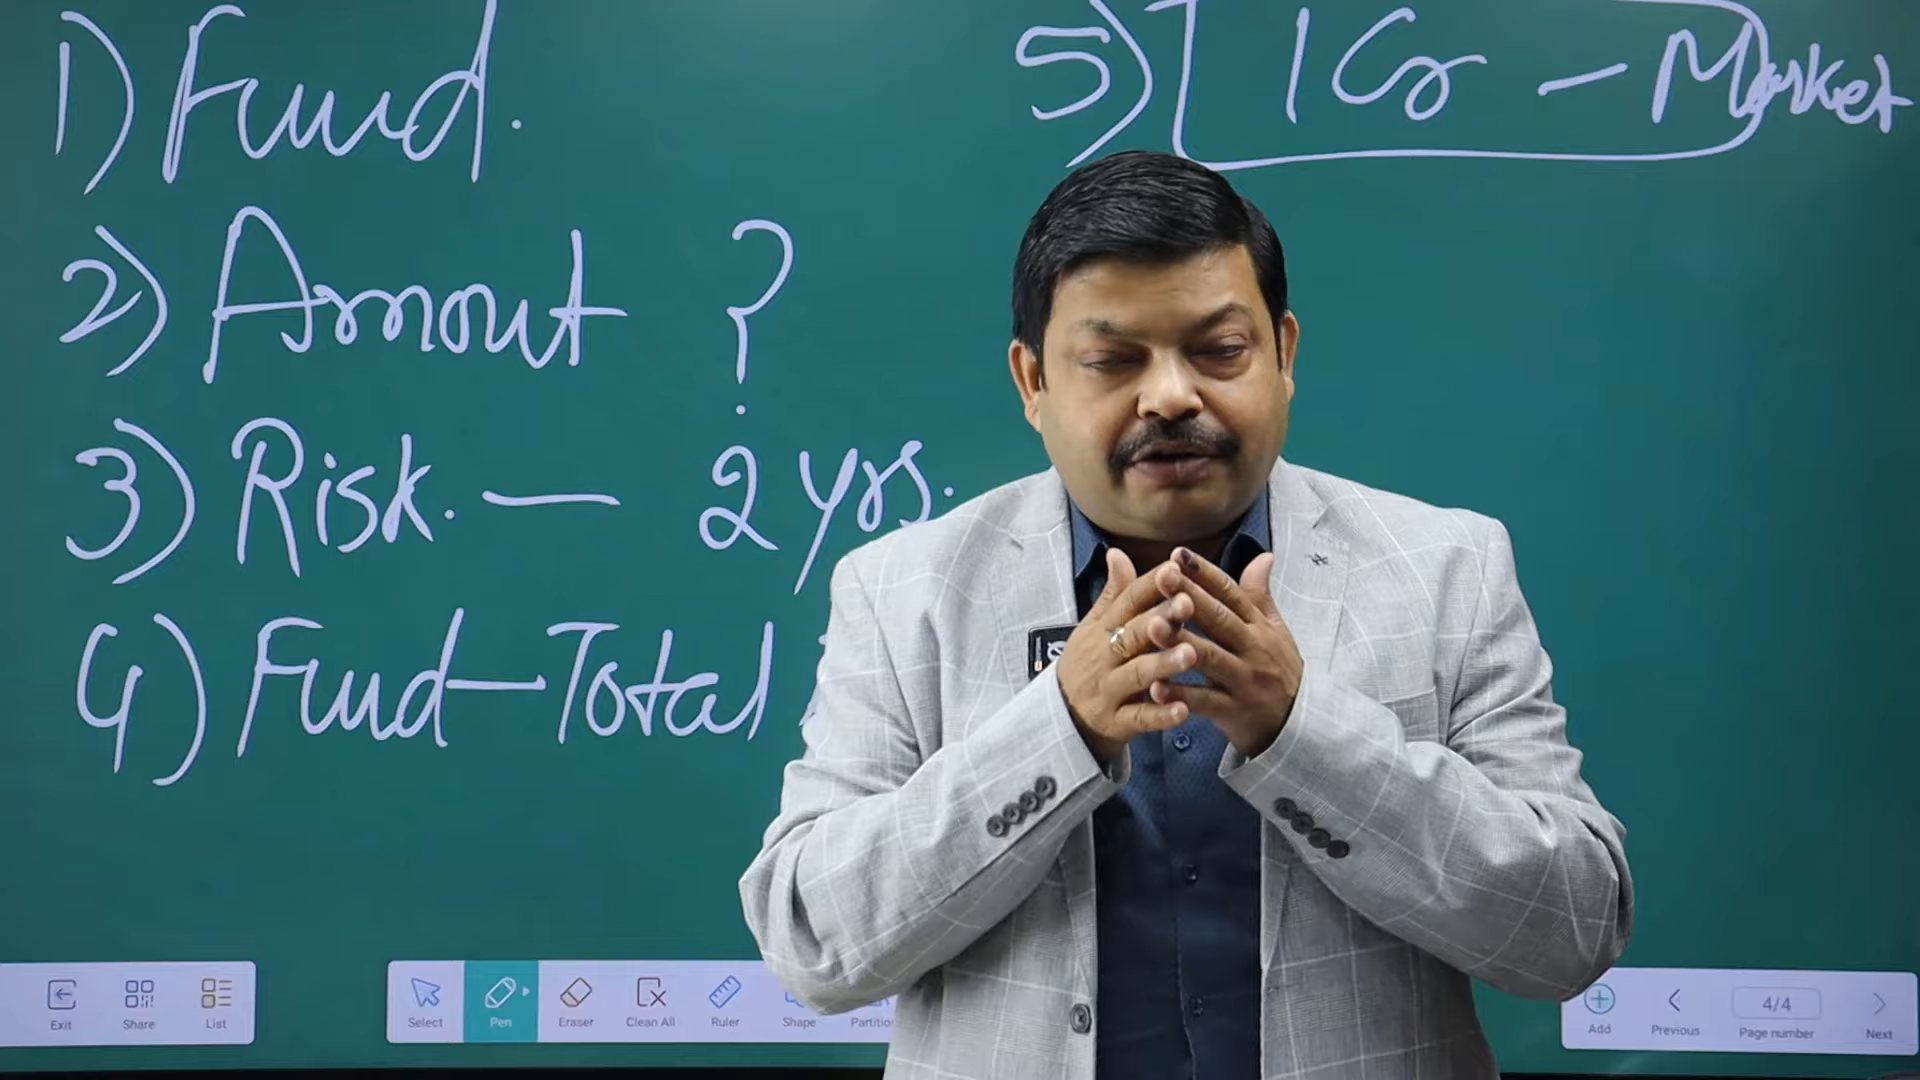 1) Fund.
2) Amout ?
3) Risk. — 2 yrs.
4) Fund — Total
5) 1 Cr — Market
Exit
Share
List
Select
Pen
Eraser
Clean All
Ruler
Shape
Add
Previous
4/4
Page number
Next